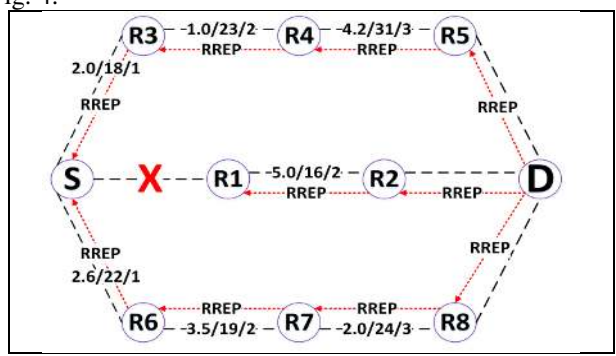 ig. 4.
R3 -1.0/23/2 R4 -4.2/31/3 R5
RREP RREP
2.0/18/1
RREP RREP
S X R1 -5.0/16/2 R2 D
RREP RREP
RREP RREP
2.6/22/1
RREP RREP
R6 -3.5/19/2 R7 -2.0/24/3 R8